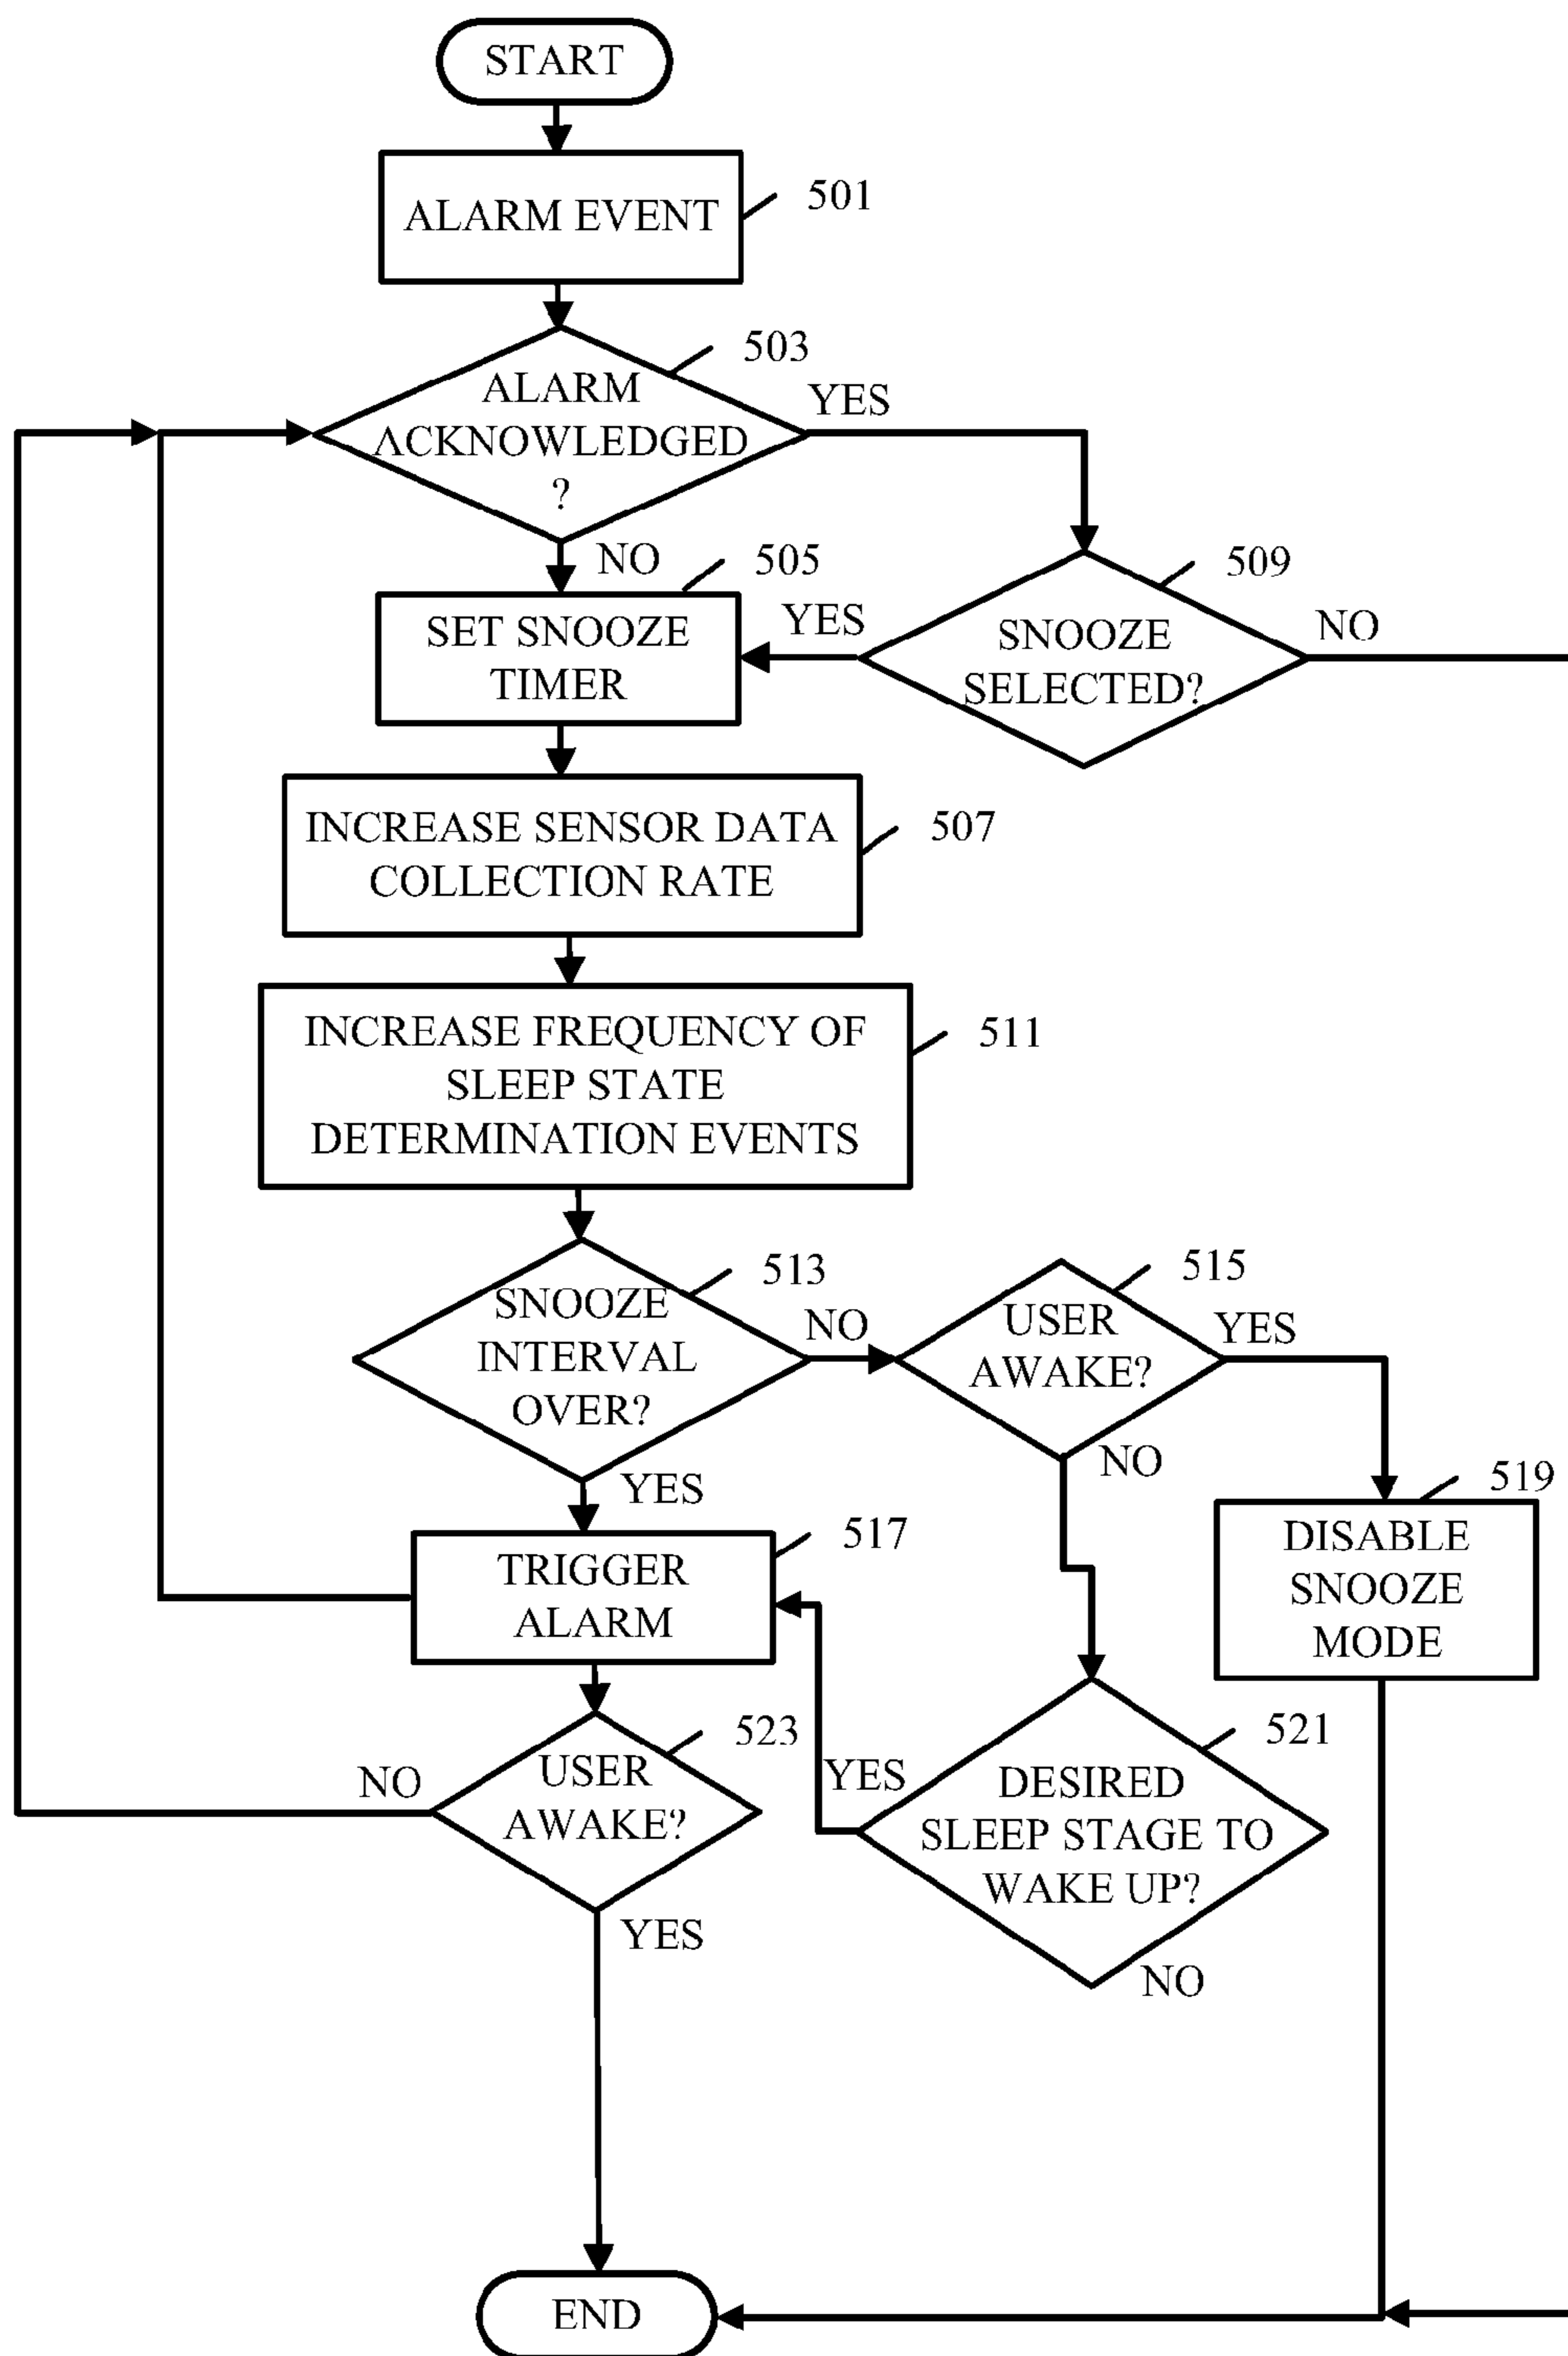 START
ALARM EVENT
501
503
ALARM
ACKNOWLEDGED
?
YES
NO
505
509
SET SNOOZE
TIMER
YES
SNOOZE
SELECTED?
NO
INCREASE SENSOR DATA
COLLECTION RATE
507
INCREASE FREQUENCY OF
SLEEP STATE
DETERMINATION EVENTS
511
513
SNOOZE
INTERVAL
OVER?
NO
YES
515
USER
AWAKE?
YES
NO
517
TRIGGER
ALARM
519
DISABLE
SNOOZE
MODE
523
USER
AWAKE?
NO
YES
521
YES
DESIRED
SLEEP STAGE TO
WAKE UP?
NO
END